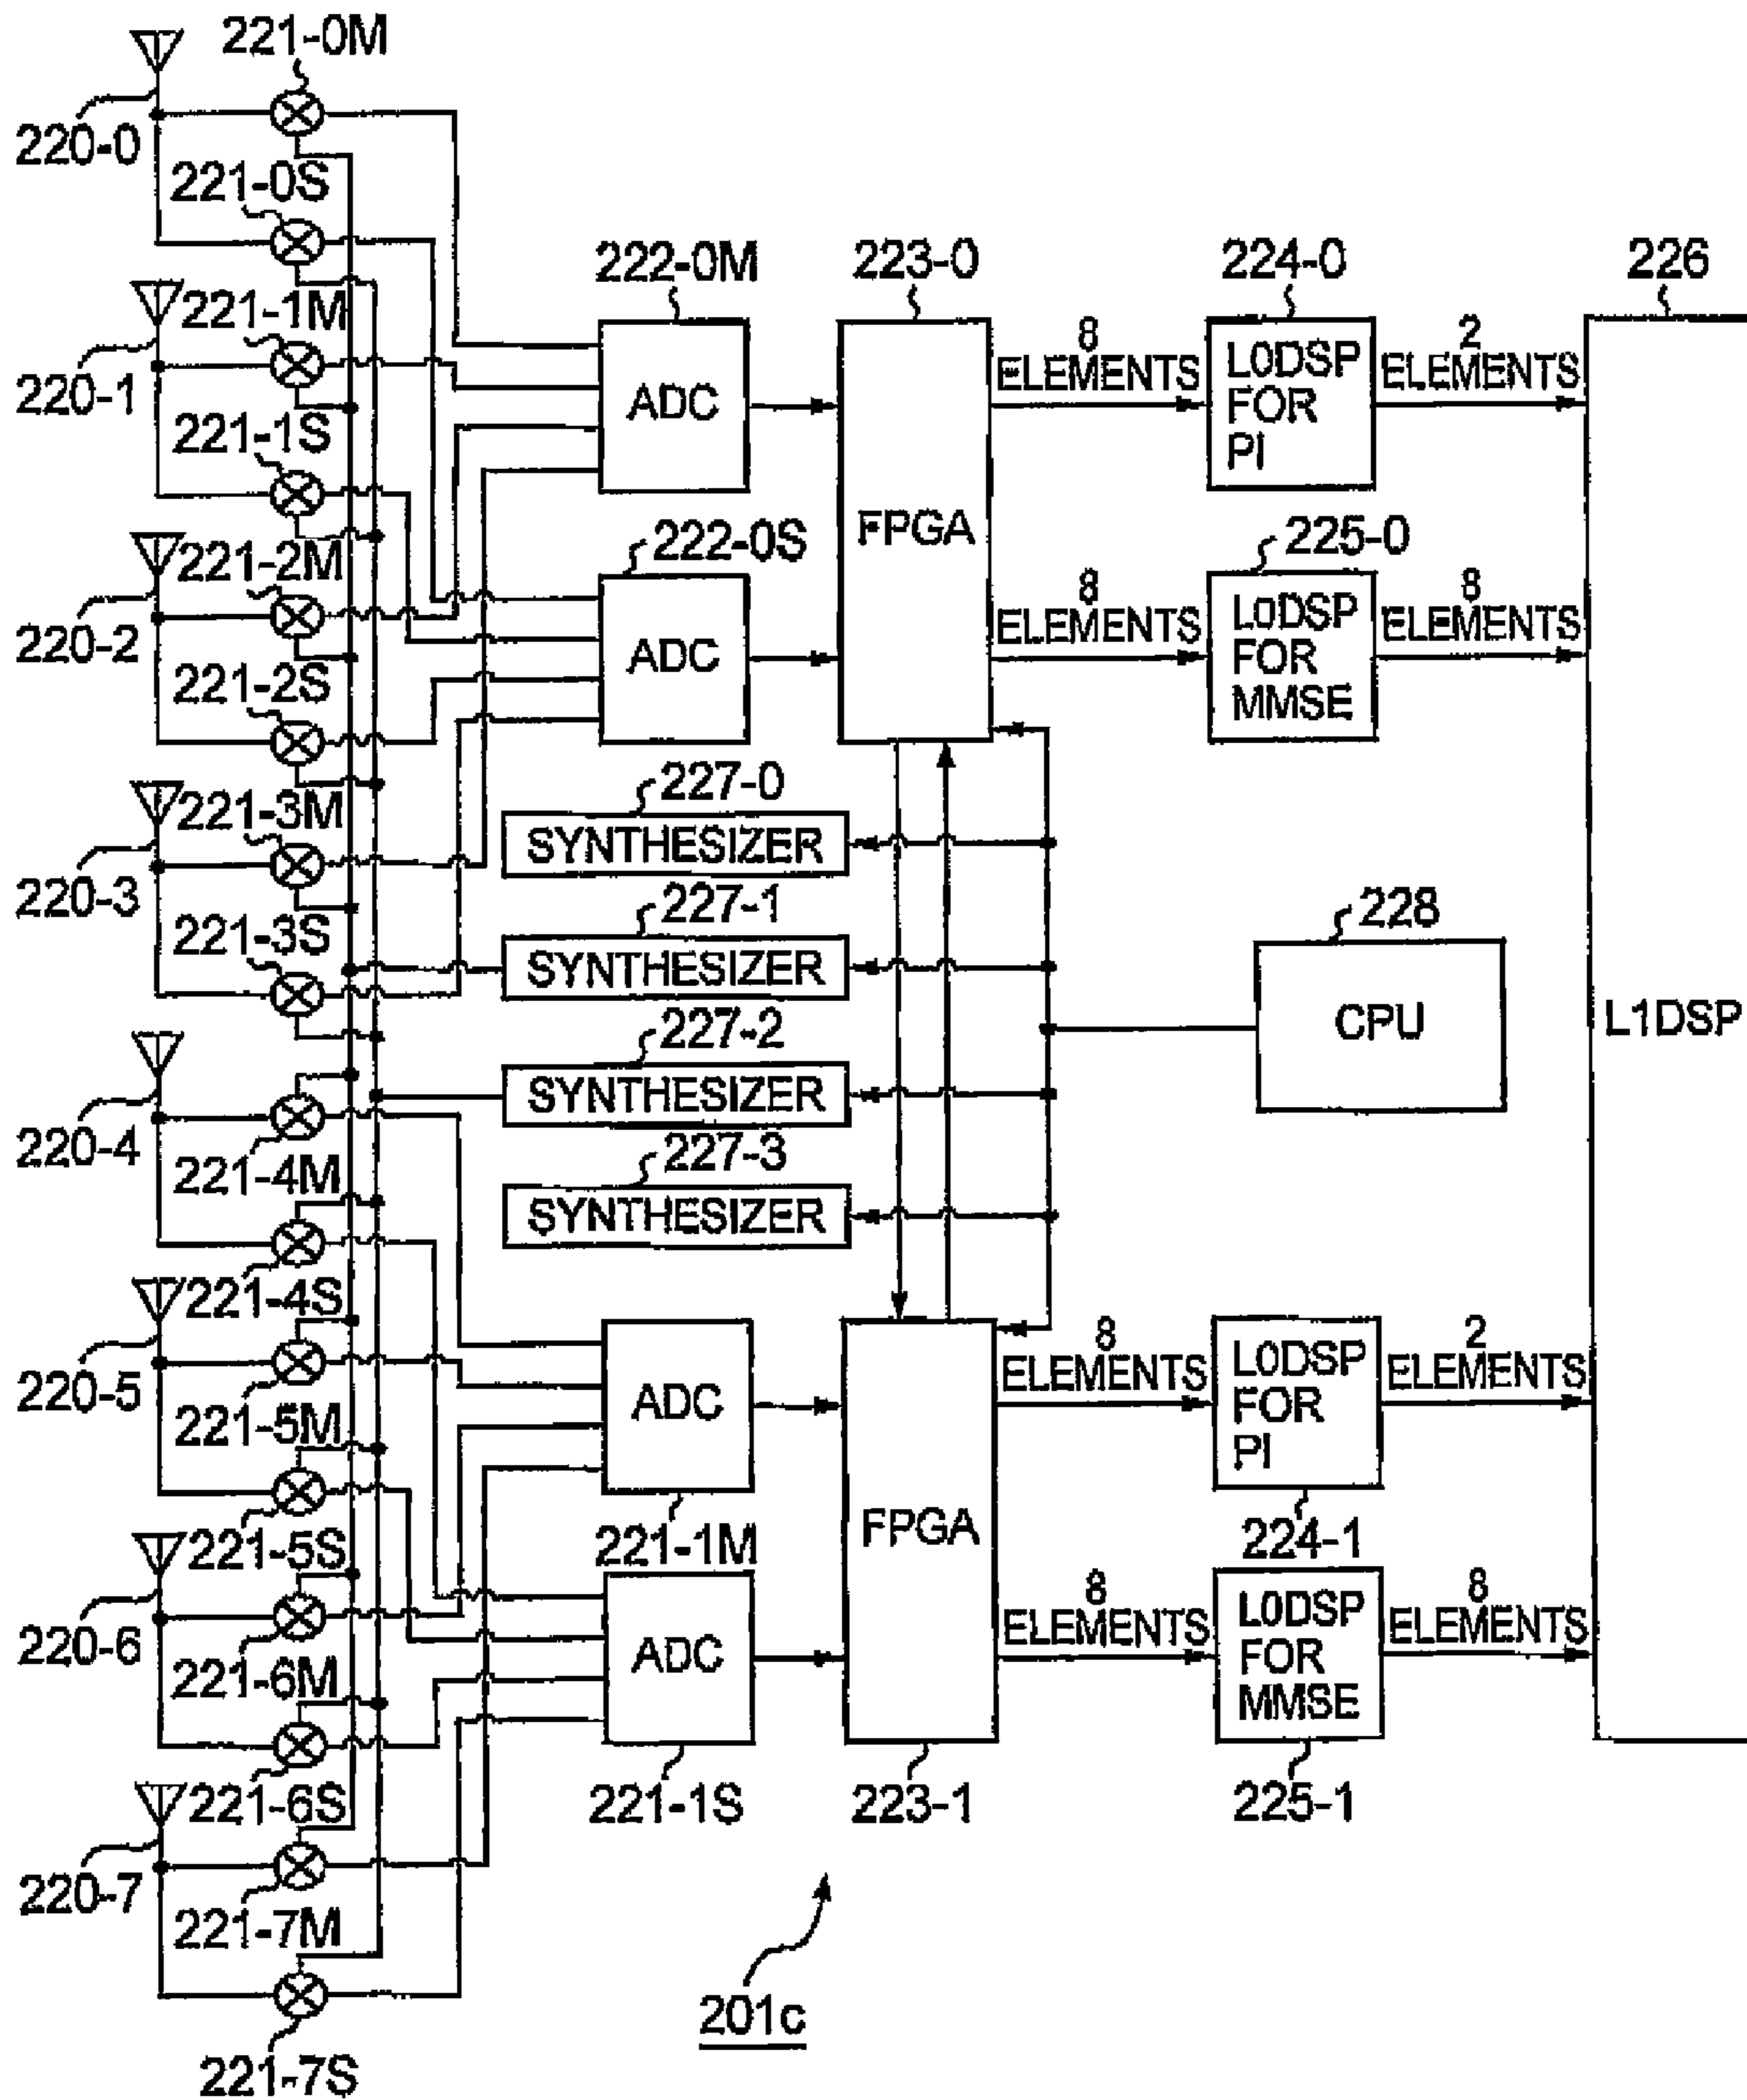 221-0M
220-0
221-0S
222-0M
223-0
224-0
226
221-1M
8
ELEMENTS
2
ELEMENTS
220-1
ADC
L0DSP
FOR
PI
221-1S
FPGA
222-0S
225-0
221-2M
8
ELEMENTS
8
ELEMENTS
220-2
ADC
L0DSP
FOR
MMSE
221-2S
227-0
221-3M
SYNTHESIZER
220-3
227-1
228
221-3S
SYNTHESIZER
CPU
L1DSP
227-2
SYNTHESIZER
220-4
221-4M
227-3
SYNTHESIZER
221-4S
8
ELEMENTS
2
ELEMENTS
220-5
ADC
L0DSP
FOR
PI
221-5M
FPGA
221-5S
221-1M
224-1
8
ELEMENTS
8
ELEMENTS
220-6
ADC
L0DSP
FOR
MMSE
221-6M
221-6S
221-1S
223-1
225-1
220-7
221-7M
201c
221-7S